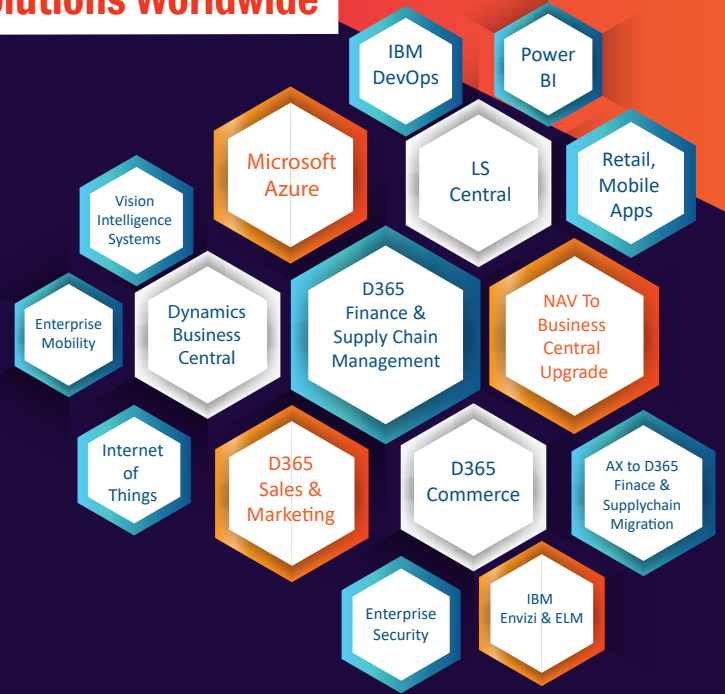 olutions Worldwide
IBM
DevOps
Power
BI
Microsoft
Azure
LS
Central
Retail,
Mobile
Apps
Vision
Intelligence
Systems
Enterprise
Mobility
Dynamics
Business
Central
D365
Finance &
Supply Chain
Management
NAV To
Business
Central
Upgrade
Internet
of
Things
D365
Sales &
Marketing
D365
Commerce
AX to D365
Finace &
Supplychain
Migration
Enterprise
Security
IBM
Envizi & ELM